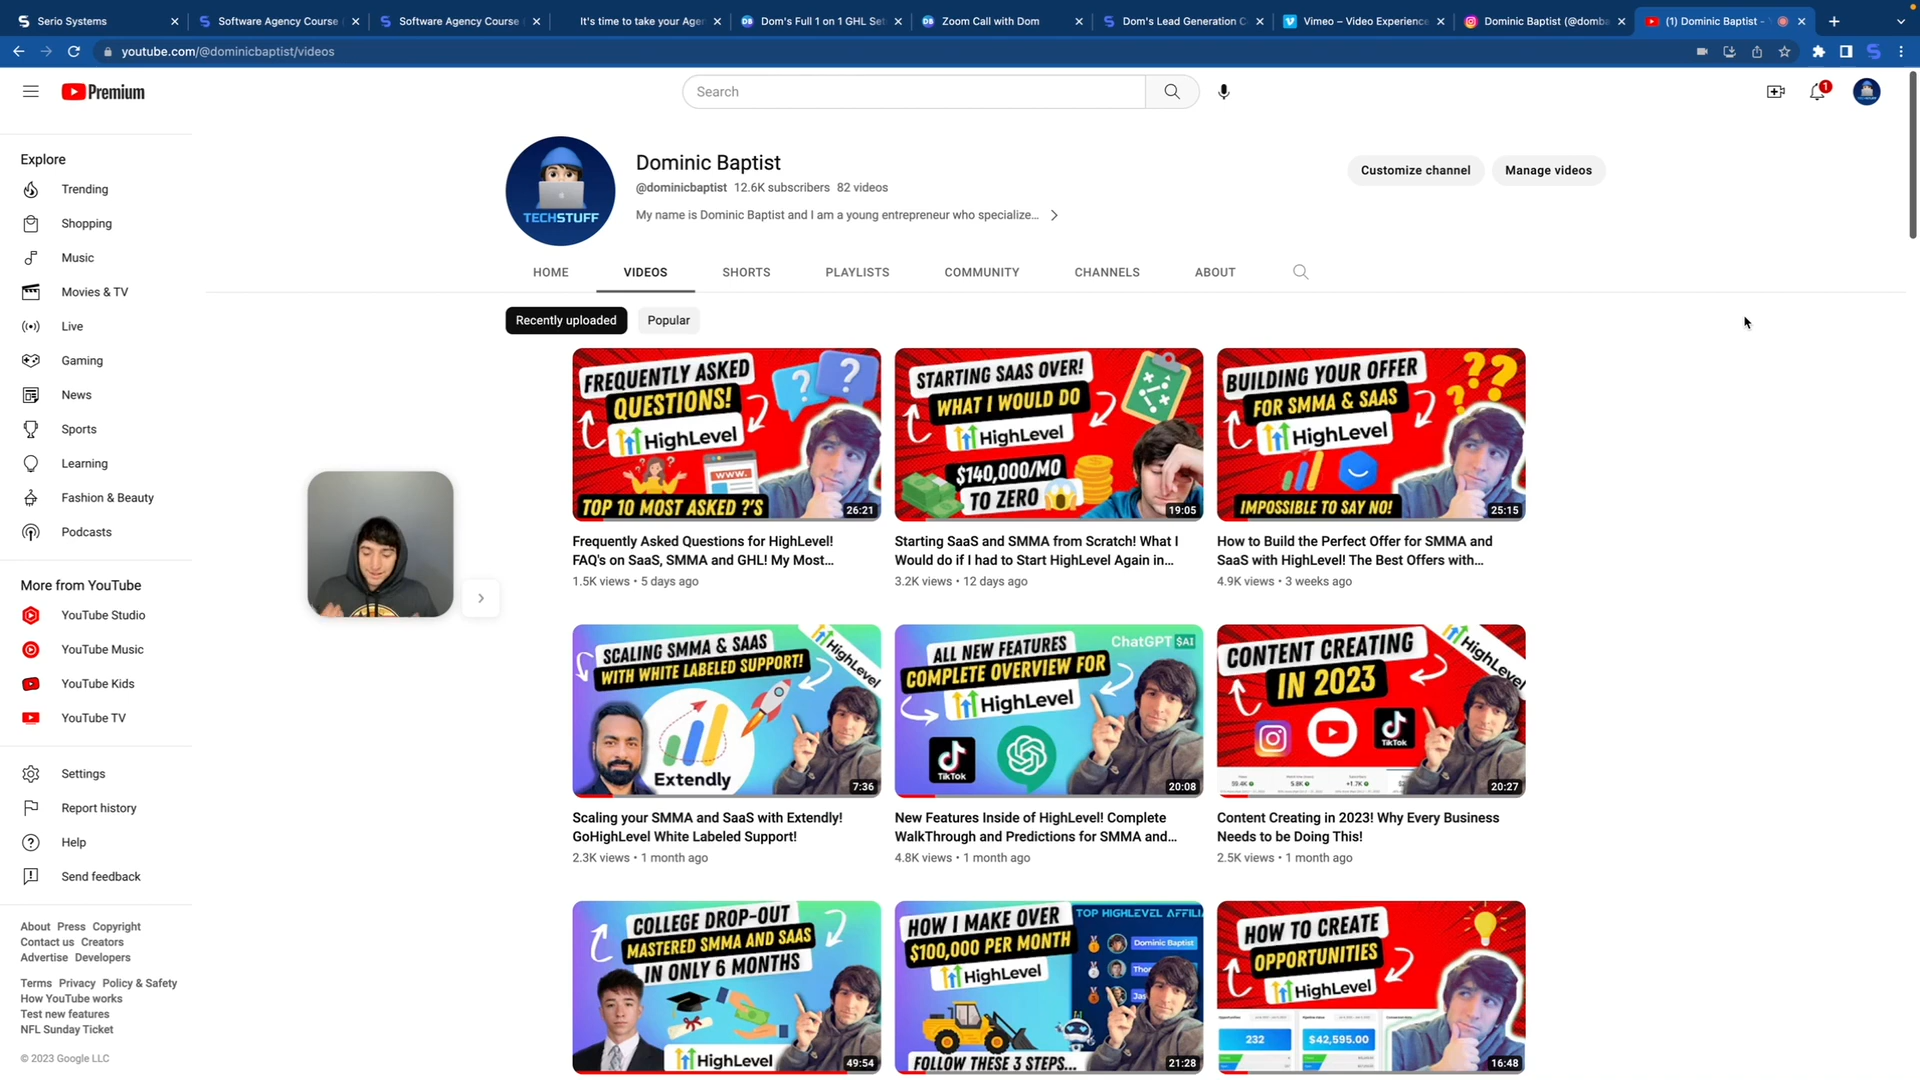 Serio Systems
Software Agency Course
Software Agency Course
It's time to take your Agen
Dom's Full 1 on 1 GHL Set
Zoom Call with Dom
Dom's Lead Generation C
Vimeo – Video Experience
Dominic Baptist (@domba
(1) Dominic Baptist -
youtube.com/@dominicbaptist/videos
Premium
Search
1
Explore
Trending
Shopping
Music
Movies & TV
Live
Gaming
News
Sports
Learning
Fashion & Beauty
Podcasts
More from YouTube
YouTube Studio
YouTube Music
YouTube Kids
YouTube TV
Settings
Report history
Help
Send feedback
About Press Copyright
Contact us Creators
Advertise Developers
Terms Privacy Policy & Safety
How YouTube works
Test new features
NFL Sunday Ticket
© 2023 Google LLC
TECHSTUFF
Dominic Baptist
@dominicbaptist 12.6K subscribers 82 videos
My name is Dominic Baptist and I am a young entrepreneur who specialize...
Customize channel
Manage videos
HOME
VIDEOS
SHORTS
PLAYLISTS
COMMUNITY
CHANNELS
ABOUT
Recently uploaded
Popular
FREQUENTLY ASKED
QUESTIONS!
HighLevel
WWW.
TOP 10 MOST ASKED ?'S
26:21
Frequently Asked Questions for HighLevel!
FAQ's on SaaS, SMMA and GHL! My Most...
1.5K views • 5 days ago
STARTING SAAS OVER!
WHAT I WOULD DO
HighLevel
$140,000/MO
TO ZERO
19:05
Starting SaaS and SMMA from Scratch! What I
Would do if I had to Start HighLevel Again in...
3.2K views • 12 days ago
BUILDING YOUR OFFER
FOR SMMA & SAAS
HighLevel
IMPOSSIBLE TO SAY NO!
25:15
How to Build the Perfect Offer for SMMA and
SaaS with HighLevel! The Best Offers with...
4.9K views • 3 weeks ago
SCALING SMMA & SAAS
WITH WHITE LABELED SUPPORT!
HighLevel
Extendly
7:36
Scaling your SMMA and SaaS with Extendly!
GoHighLevel White Labeled Support!
2.3K views • 1 month ago
ALL NEW FEATURES
COMPLETE OVERVIEW FOR
HighLevel
ChatGPT $AI
TikTok
20:08
New Features Inside of HighLevel! Complete
WalkThrough and Predictions for SMMA and...
4.8K views • 1 month ago
CONTENT CREATING
IN 2023
HighLevel
TikTok
59.4K
5.8K
+1.7K
20:27
Content Creating in 2023! Why Every Business
Needs to be Doing This!
2.5K views • 1 month ago
COLLEGE DROP-OUT
MASTERED SMMA AND SAAS
IN ONLY 6 MONTHS
HighLevel
49:54
HOW I MAKE OVER
$100,000 PER MONTH
HighLevel
TOP HIGHLEVEL AFFILIA
Dominic Baptist
Tho
Jas
FOLLOW THESE 3 STEPS...
21:28
HOW TO CREATE
OPPORTUNITIES
HighLevel
232
$42,595.00
16:48